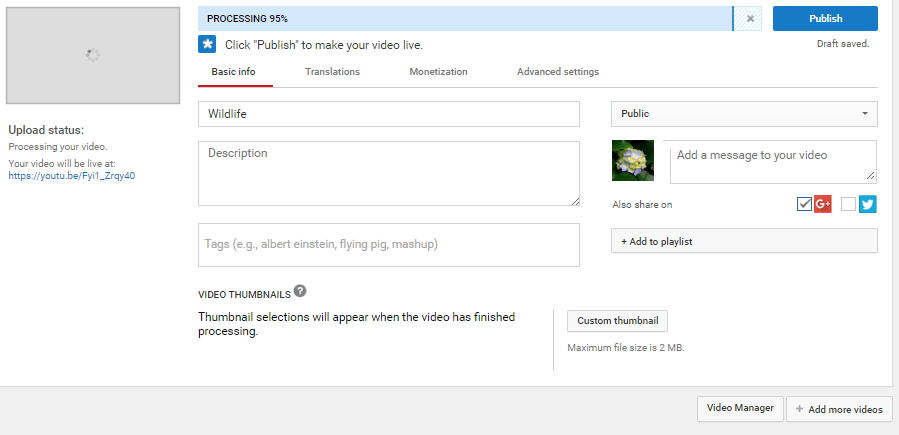 PROCESSING 95%
Publish
Click "Publish" to make your video live.
Draft saved.
Basic info
Translations
Monetization
Advanced settings
Upload status:
Processing your video.
Your video will be live at:
https://youtu.be/Fyi1_Zrqy40
Wildlife
Public
Description
Add a message to your video
Also share on
G+
Tags (e.g., albert einstein, flying pig, mashup)
+ Add to playlist
VIDEO THUMBNAILS ?
Thumbnail selections will appear when the video has finished
processing.
Custom thumbnail
Maximum file size is 2 MB.
Video Manager
+ Add more videos